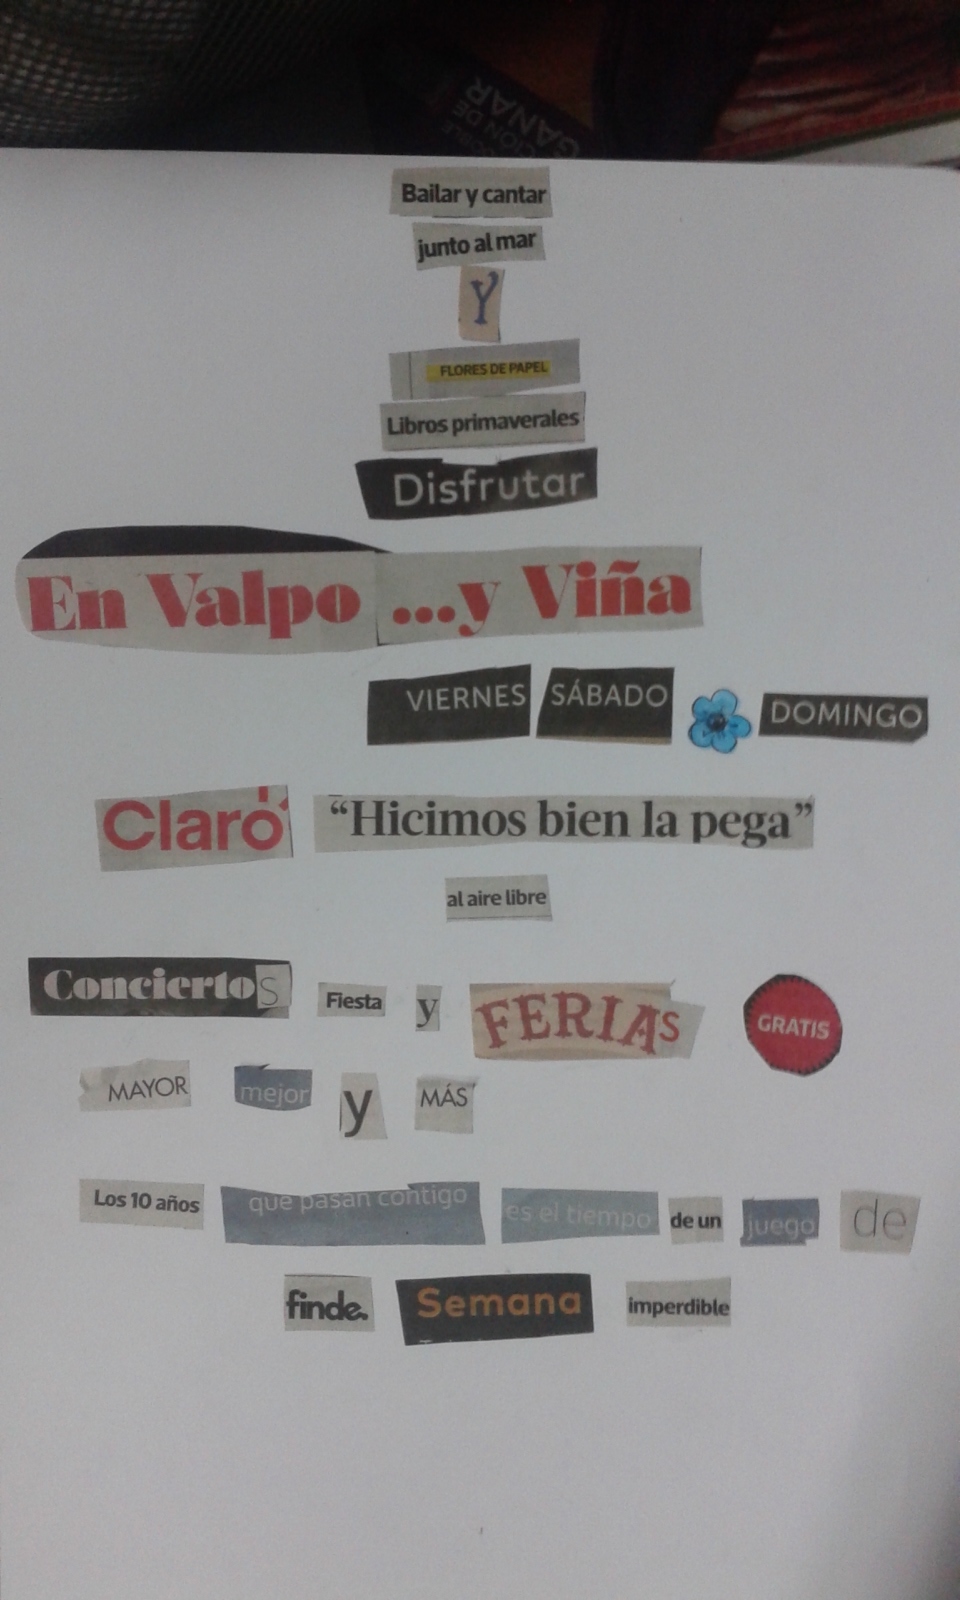 CIÓN DE
GANAR
Bailar y cantar
junto al mar
Y
FLORES DE PAPEL
Libros primaverales
Disfrutar
En Valpo ...y Viña
VIERNES SÁBADO DOMINGO
Claro "Hicimos bien la pega"
al aire libre
Conciertos Fiesta y FERIAs GRATIS
MAYOR mejor y MÁS
Los 10 años que pasan contigo es el tiempo de un juego de
finde. Semana imperdible